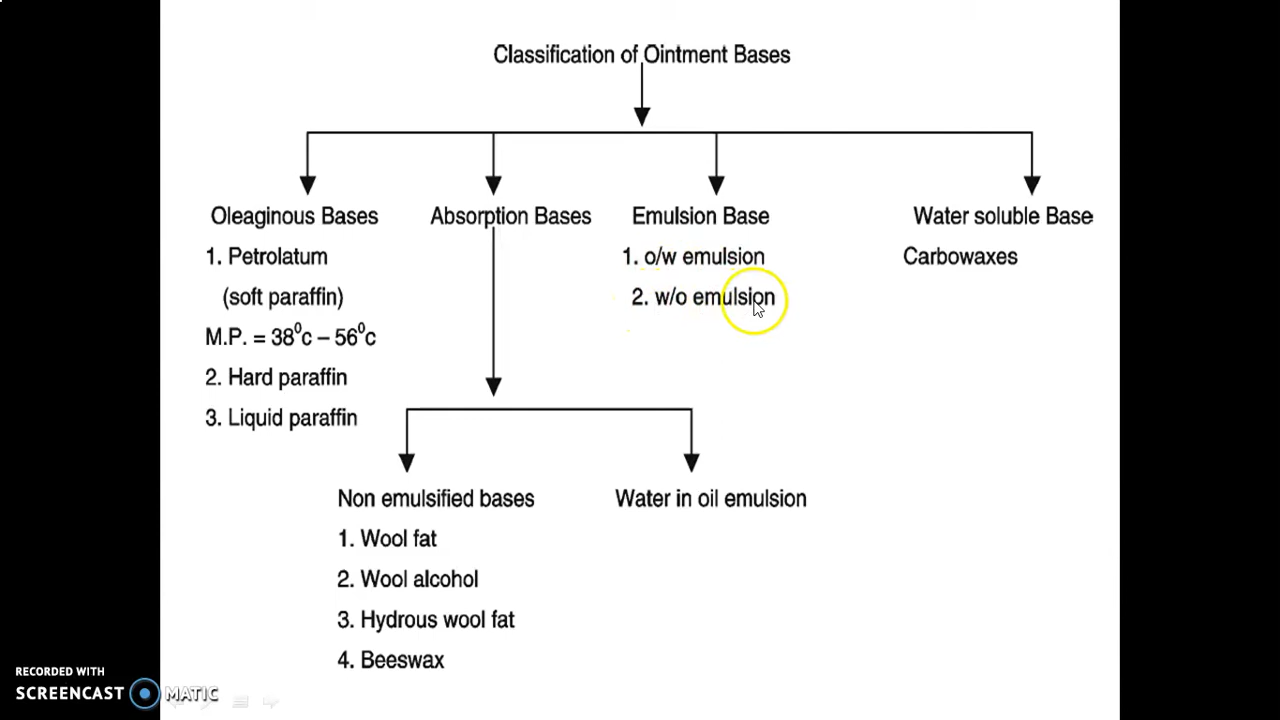 Classification of Ointment Bases
Oleaginous Bases
1. Petrolatum
(soft paraffin)
M.P. = 38⁰c – 56⁰c
2. Hard paraffin
3. Liquid paraffin
Absorption Bases
Non emulsified bases
1. Wool fat
2. Wool alcohol
3. Hydrous wool fat
4. Beeswax
Water in oil emulsion
Emulsion Base
1. o/w emulsion
2. w/o emulsion
Water soluble Base
Carbowaxes
RECORDED WITH
SCREENCAST MATIC